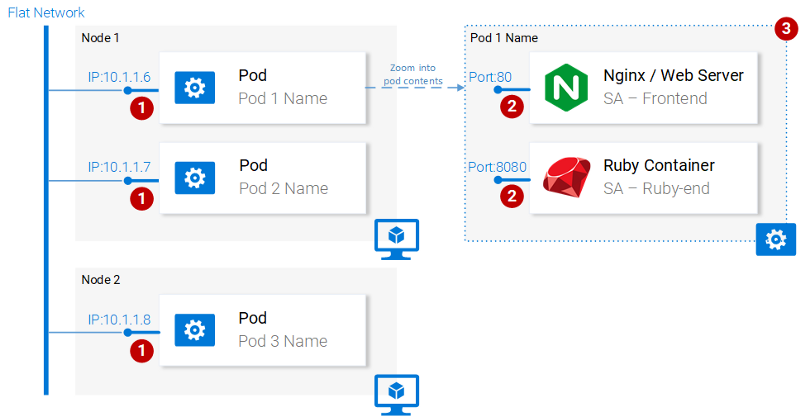 Flat Network
Node 1
IP:10.1.1.6
1
Pod
Pod 1 Name
IP:10.1.1.7
1
Pod
Pod 2 Name
Zoom into
pod contents
Pod 1 Name
3
Port:80
2
Nginx / Web Server
SA – Frontend
Port:8080
2
Ruby Container
SA – Ruby-end
Node 2
IP:10.1.1.8
1
Pod
Pod 3 Name